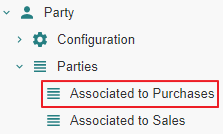 Party
Configuration
Parties
Associated to Purchases
Associated to Sales